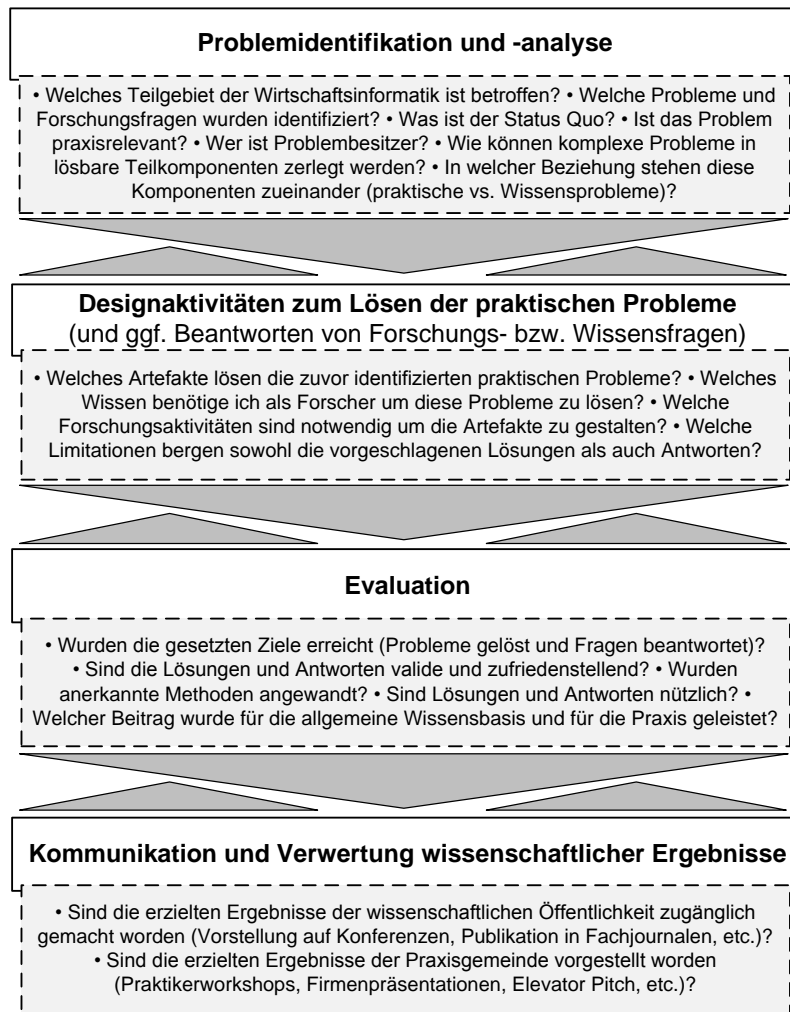 Problemidentifikation und -analyse
• Welches Teilgebiet der Wirtschaftsinformatik ist betroffen? • Welche Probleme und
Forschungsfragen wurden identifiziert? • Was ist der Status Quo? • Ist das Problem
praxisrelevant? • Wer ist Problembesitzer? • Wie können komplexe Probleme in
lösbare Teilkomponenten zerlegt werden? • In welcher Beziehung stehen diese
Komponenten zueinander (praktische vs. Wissensprobleme)?
Designaktivitäten zum Lösen der praktischen Probleme
(und ggf. Beantworten von Forschungs- bzw. Wissensfragen)
• Welches Artefakte lösen die zuvor identifizierten praktischen Probleme? • Welches
Wissen benötige ich als Forscher um diese Probleme zu lösen? • Welche
Forschungsaktivitäten sind notwendig um die Artefakte zu gestalten? • Welche
Limitationen bergen sowohl die vorgeschlagenen Lösungen als auch Antworten?
Evaluation
• Wurden die gesetzten Ziele erreicht (Probleme gelöst und Fragen beantwortet)?
• Sind die Lösungen und Antworten valide und zufriedenstellend? • Wurden
anerkannte Methoden angewandt? • Sind Lösungen und Antworten nützlich? •
Welcher Beitrag wurde für die allgemeine Wissensbasis und für die Praxis geleistet?
Kommunikation und Verwertung wissenschaftlicher Ergebnisse
• Sind die erzielten Ergebnisse der wissenschaftlichen Öffentlichkeit zugänglich
gemacht worden (Vorstellung auf Konferenzen, Publikation in Fachjournalen, etc.)?
• Sind die erzielten Ergebnisse der Praxisgemeinde vorgestellt worden
(Praktikerworkshops, Firmenpräsentationen, Elevator Pitch, etc.)?